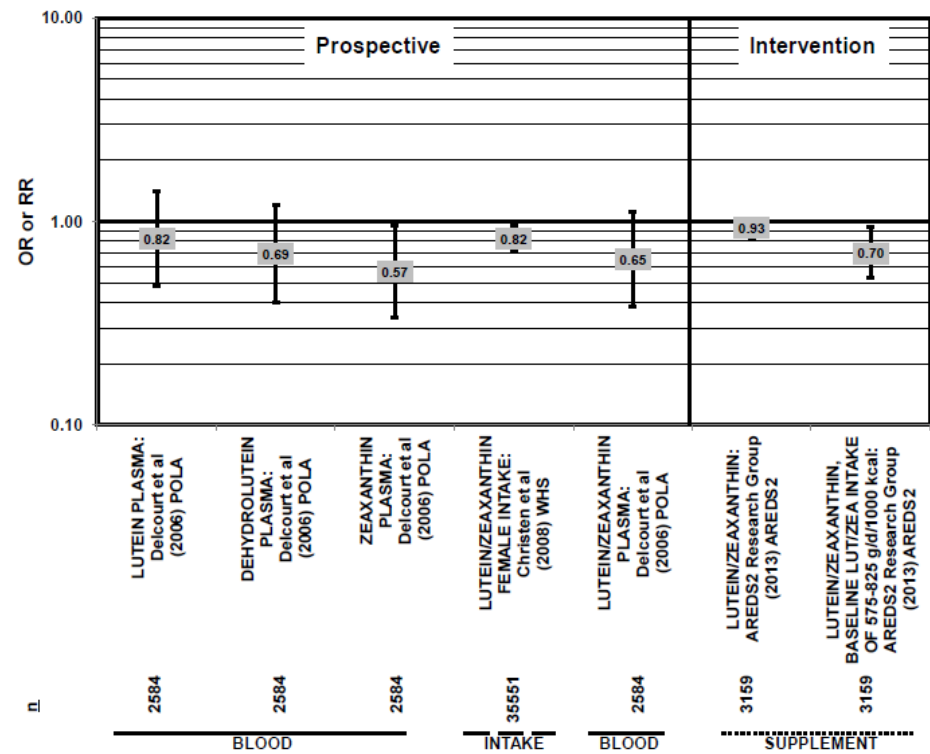 10.00
Prospective
Intervention
OR or RR
1.00
0.82
0.69
0.57
0.82
0.65
0.93
0.70
0.10
LUTEIN PLASMA:
Delcourt et al
(2006) POLA
DEHYDROLUTEIN
PLASMA:
Delcourt et al
(2006) POLA
ZEAXANTHIN
PLASMA:
Delcourt et al
(2006) POLA
LUTEIN/ZEAXANTHIN
FEMALE INTAKE:
Christen et al
(2008) WHS
LUTEIN/ZEAXANTHIN
PLASMA:
Delcourt et al
(2006) POLA
LUTEIN/ZEAXANTHIN:
AREDS2 Research Group
(2013) AREDS2
LUTEIN/ZEAXANTHIN,
BASELINE LUT/ZEA INTAKE
OF 575-825 g/d/1000 kcal:
AREDS2 Research Group
(2013) AREDS2
n
2584
2584
2584
35551
2584
3159
3159
BLOOD
INTAKE
BLOOD
SUPPLEMENT